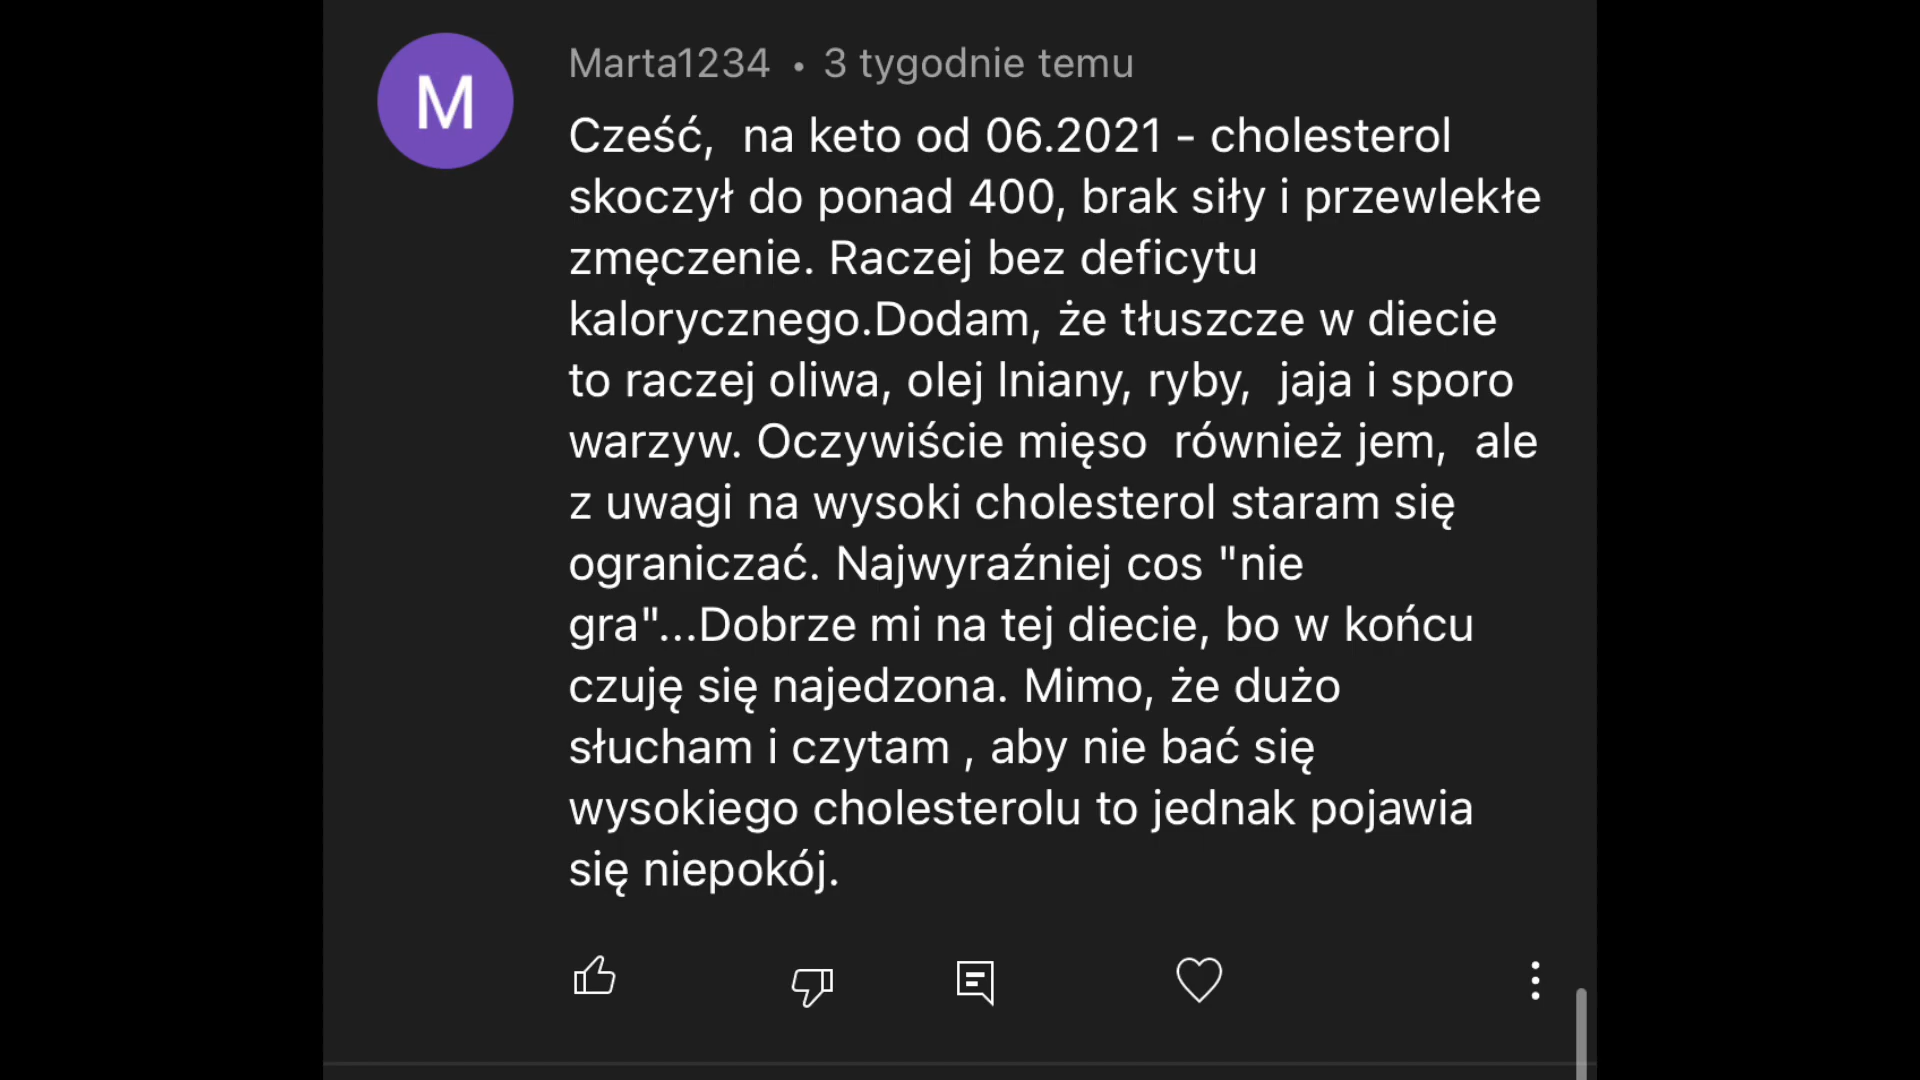 M
Marta1234 • 3 tygodnie temu
Cześć,  na keto od 06.2021 - cholesterol
skoczył do ponad 400, brak siły i przewlekłe
zmęczenie. Raczej bez deficytu
kalorycznego.Dodam, że tłuszcze w diecie
to raczej oliwa, olej lniany, ryby,  jaja i sporo
warzyw. Oczywiście mięso  również jem,  ale
z uwagi na wysoki cholesterol staram się
ograniczać. Najwyraźniej cos "nie
gra"...Dobrze mi na tej diecie, bo w końcu
czuję się najedzona. Mimo, że dużo
słucham i czytam , aby nie bać się
wysokiego cholesterolu to jednak pojawia
się niepokój.